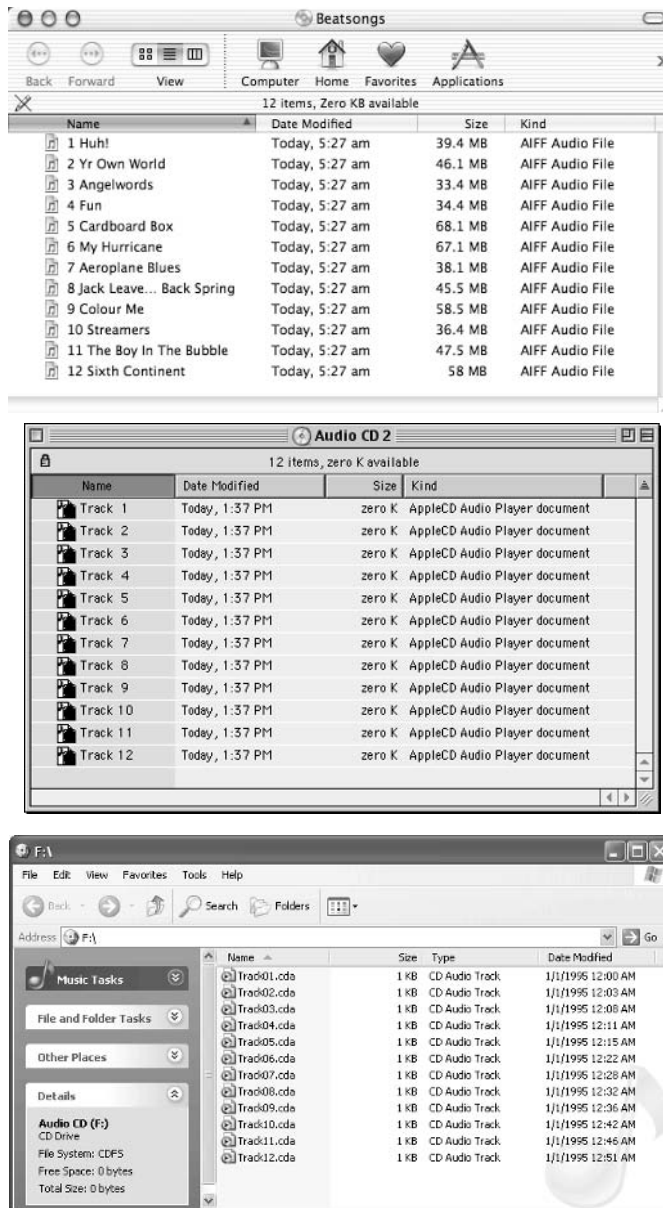 Beatsongs
Back Forward View Computer Home Favorites Applications
12 items, Zero KB available
Name Date Modified Size Kind
1 Huh! Today, 5:27 am 39.4 MB AIFF Audio File
2 Yr Own World Today, 5:27 am 46.1 MB AIFF Audio File
3 Angelwords Today, 5:27 am 33.4 MB AIFF Audio File
4 Fun Today, 5:27 am 34.4 MB AIFF Audio File
5 Cardboard Box Today, 5:27 am 68.1 MB AIFF Audio File
6 My Hurricane Today, 5:27 am 67.1 MB AIFF Audio File
7 Aeroplane Blues Today, 5:27 am 38.1 MB AIFF Audio File
8 Jack Leave... Back Spring Today, 5:27 am 45.5 MB AIFF Audio File
9 Colour Me Today, 5:27 am 58.5 MB AIFF Audio File
10 Streamers Today, 5:27 am 36.4 MB AIFF Audio File
11 The Boy In The Bubble Today, 5:27 am 47.5 MB AIFF Audio File
12 Sixth Continent Today, 5:27 am 58 MB AIFF Audio File
Audio CD 2
12 items, zero K available
Name Date Modified Size Kind
Track 1 Today, 1:37 PM zero K AppleCD Audio Player document
Track 2 Today, 1:37 PM zero K AppleCD Audio Player document
Track 3 Today, 1:37 PM zero K AppleCD Audio Player document
Track 4 Today, 1:37 PM zero K AppleCD Audio Player document
Track 5 Today, 1:37 PM zero K AppleCD Audio Player document
Track 6 Today, 1:37 PM zero K AppleCD Audio Player document
Track 7 Today, 1:37 PM zero K AppleCD Audio Player document
Track 8 Today, 1:37 PM zero K AppleCD Audio Player document
Track 9 Today, 1:37 PM zero K AppleCD Audio Player document
Track 10 Today, 1:37 PM zero K AppleCD Audio Player document
Track 11 Today, 1:37 PM zero K AppleCD Audio Player document
Track 12 Today, 1:37 PM zero K AppleCD Audio Player document
F:\
File Edit View Favorites Tools Help
Back Search Folders
Address F:\ Go
Music Tasks
File and Folder Tasks
Other Places
Details
Audio CD (F:)
CD Drive
File System: CDFS
Free Space: 0 bytes
Total Size: 0 bytes
Name Size Type Date Modified
Track01.cda 1 KB CD Audio Track 1/1/1995 12:00 AM
Track02.cda 1 KB CD Audio Track 1/1/1995 12:03 AM
Track03.cda 1 KB CD Audio Track 1/1/1995 12:08 AM
Track04.cda 1 KB CD Audio Track 1/1/1995 12:11 AM
Track05.cda 1 KB CD Audio Track 1/1/1995 12:15 AM
Track06.cda 1 KB CD Audio Track 1/1/1995 12:22 AM
Track07.cda 1 KB CD Audio Track 1/1/1995 12:28 AM
Track08.cda 1 KB CD Audio Track 1/1/1995 12:32 AM
Track09.cda 1 KB CD Audio Track 1/1/1995 12:36 AM
Track10.cda 1 KB CD Audio Track 1/1/1995 12:42 AM
Track11.cda 1 KB CD Audio Track 1/1/1995 12:46 AM
Track12.cda 1 KB CD Audio Track 1/1/1995 12:51 AM